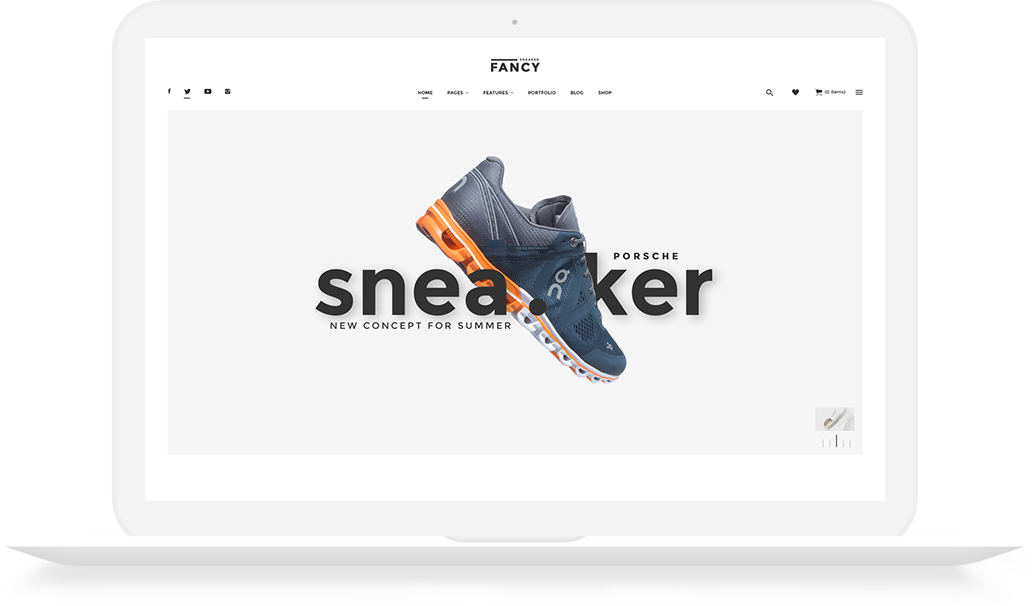 SNEAKER
FANCY
HOME PAGES FEATURES PORTFOLIO BLOG SHOP
(0 Items)
PORSCHE
snea.ker
NEW CONCEPT FOR SUMMER